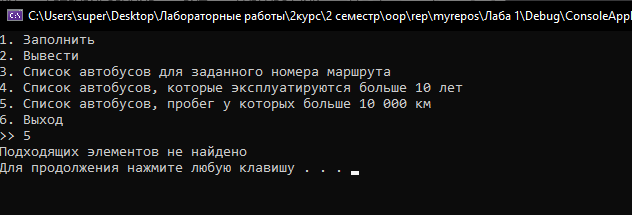 C:\Users\super\Desktop\Лабораторные работы\2курс\2 семестр\oop\rep\myrepos\Лаба 1\Debug\ConsoleAppl
1. Заполнить
2. Вывести
3. Список автобусов для заданного номера маршрута
4. Список автобусов, которые эксплуатируются больше 10 лет
5. Список автобусов, пробег у которых больше 10 000 км
6. Выход
>> 5
Подходящих элементов не найдено
Для продолжения нажмите любую клавишу . . .